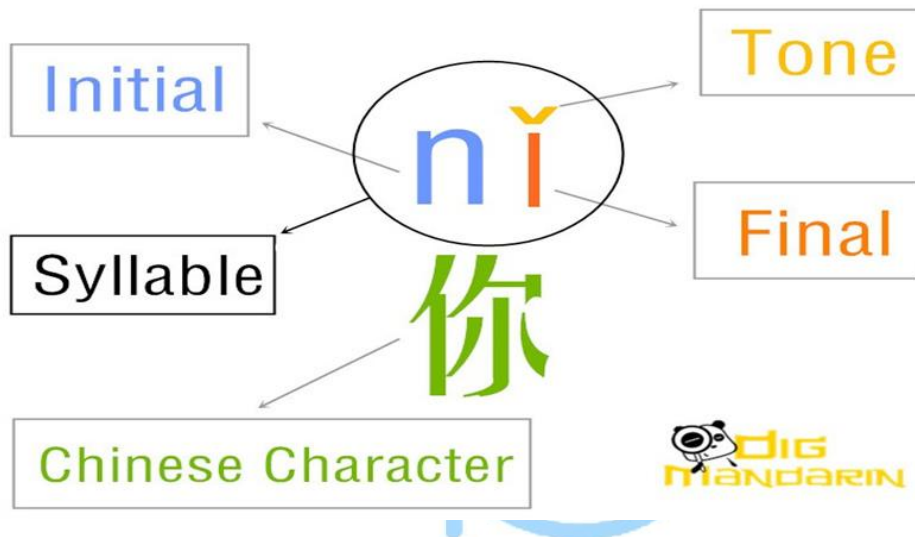 Initial
Tone
nǐ
Final
Syllable
你
Chinese Character
DIG
MANDARIN